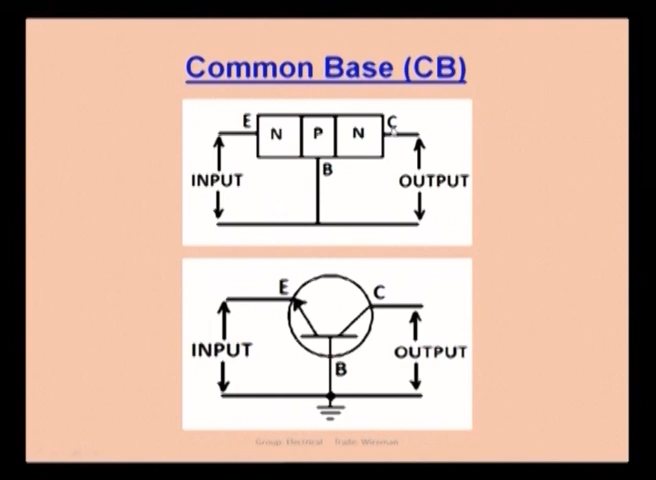 Common Base (CB)
E N P N C
B
INPUT OUTPUT
E C
INPUT OUTPUT
B
Group: Electrical Trade: Wireman